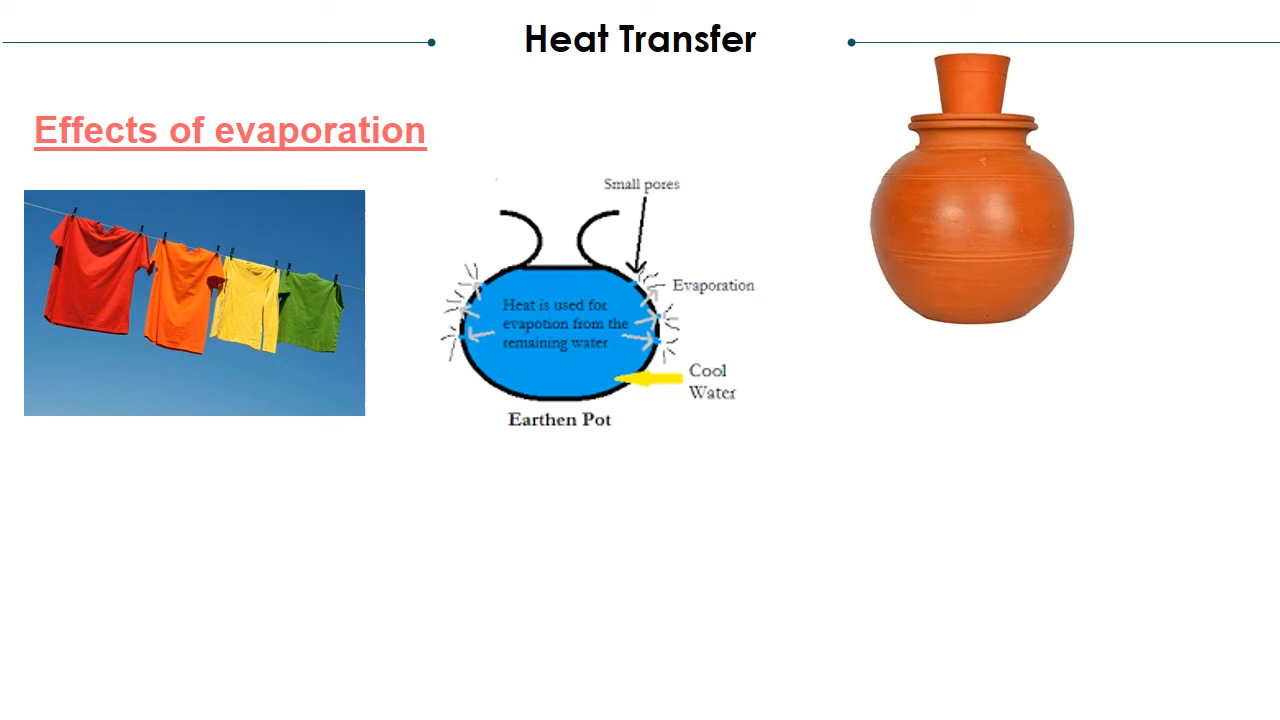 Heat Transfer
Effects of evaporation
Small pores
Evaporation
Heat is used for
evapotion from the
remaining water
Cool
Water
Earthen Pot